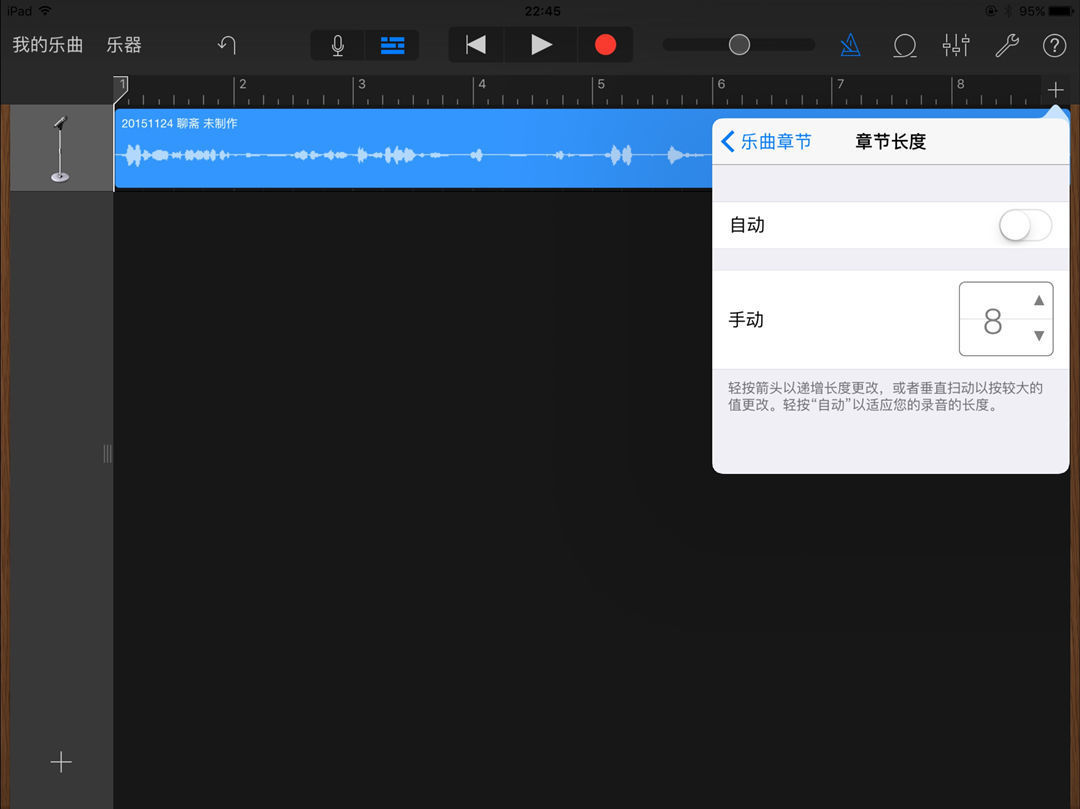 iPad
22:45
95%
我的乐曲
乐器
1
2
3
4
5
6
7
8
20151124 聊斋 未制作
乐曲章节
章节长度
自动
手动
8
轻按箭头以递增长度更改，或者垂直扫动以按较大的
值更改。轻按“自动”以适应您的录音的长度。